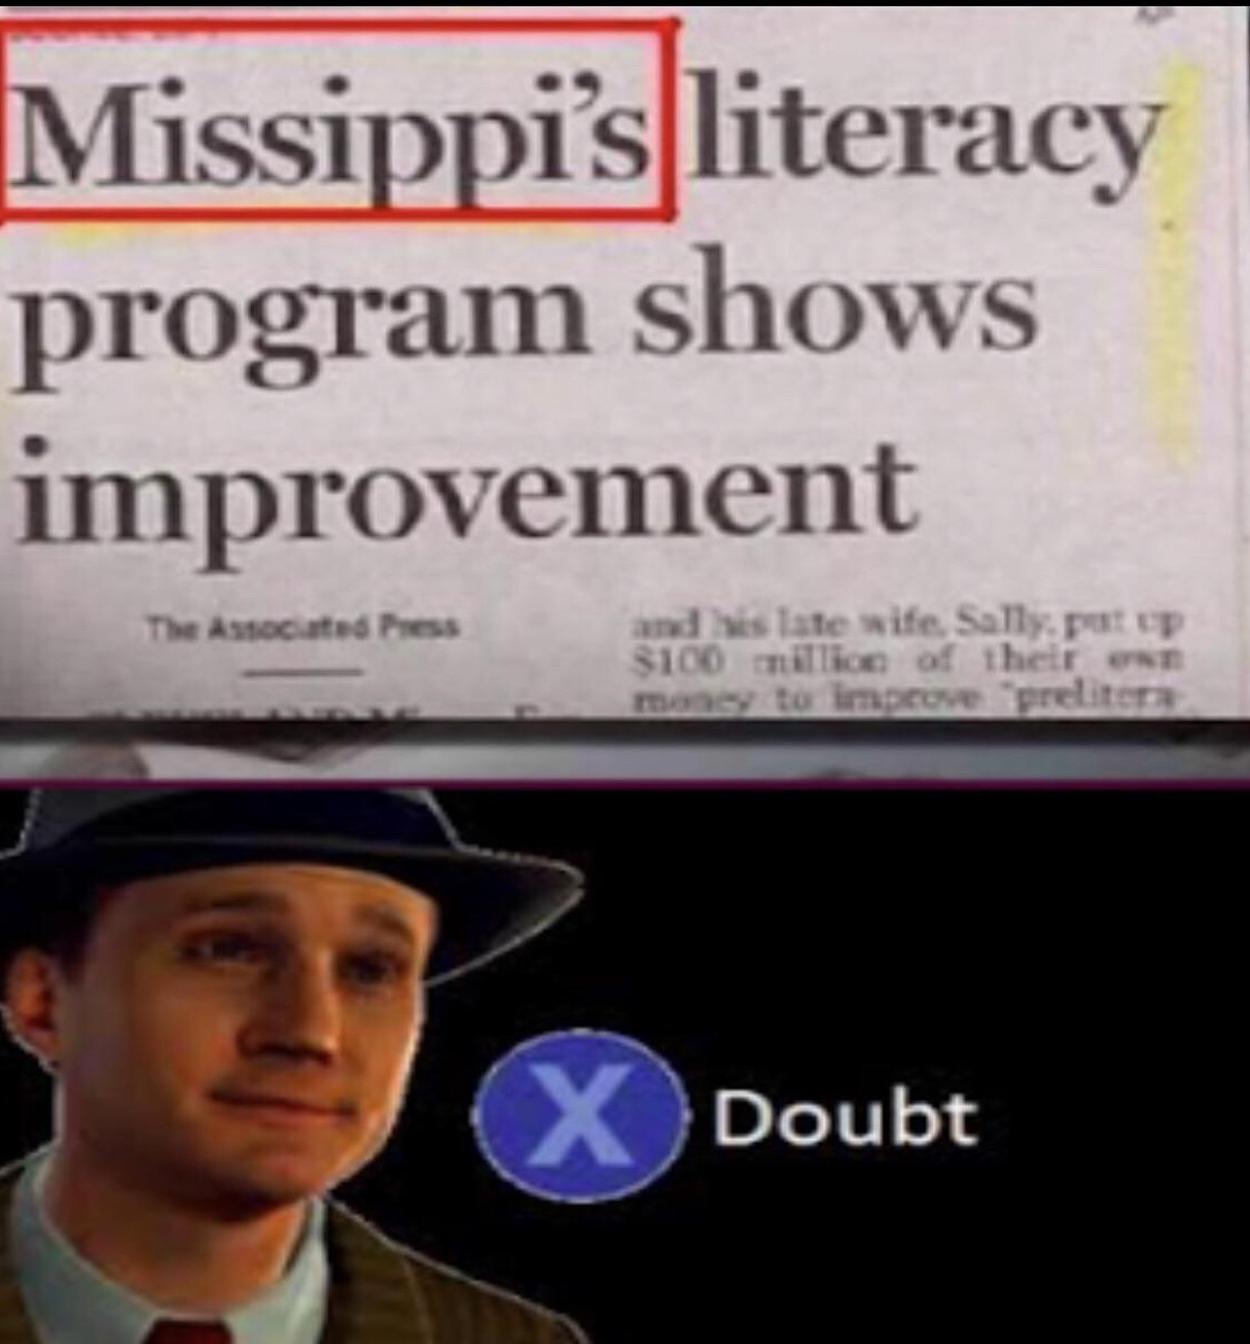 Missippi's literacy
program shows
improvement
The Associated Press
and his late wife, Sally, put up
$100 million of their own
money to improve "prelitera-
X Doubt